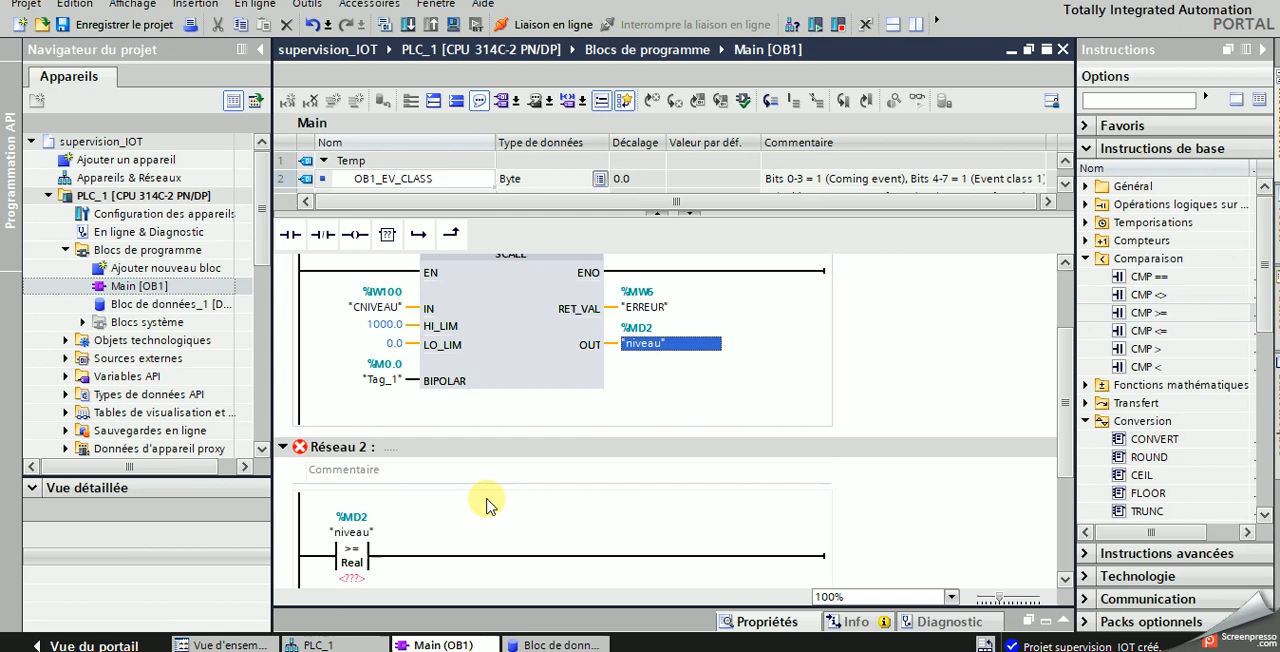 Projet Edition Affichage Insertion En ligne Outils Accessoires Fenêtre Aide
Totally Integrated Automation
PORTAL
Enregistrer le projet
Liaison en ligne
Interrompre la liaison en ligne
Navigateur du projet
supervision_IOT PLC_1 [CPU 314C-2 PN/DP] Blocs de programme Main [OB1]
Instructions
Appareils
Options
Programmation API
Main
Favoris
Instructions de base
Nom
Nom Type de données Décalage Valeur par déf. Commentaire
1 Temp
2 OB1_EV_CLASS Byte 0.0 Bits 0-3 = 1 (Coming event), Bits 4-7 = 1 (Event class 1)
supervision_IOT
Ajouter un appareil
Appareils & Réseaux
PLC_1 [CPU 314C-2 PN/DP]
Configuration des appareils
En ligne & Diagnostic
Blocs de programme
Ajouter nouveau bloc
Main [OB1]
Bloc de données_1 [D...
Blocs système
Objets technologiques
Sources externes
Variables API
Types de données API
Tables de visualisation et ...
Sauvegardes en ligne
Données d'appareil proxy
Vue détaillée
??
SCALE
EN ENO
%IW100
"CNIVEAU" IN
1000.0 HI_LIM
0.0 LO_LIM
%M0.0
"Tag_1" BIPOLAR
%MW6
RET_VAL "ERREUR"
%MD2
OUT "niveau"
Réseau 2 : .....
Commentaire
%MD2
"niveau"
>=
Real
<???>
100%
Général
Opérations logiques sur ...
Temporisations
Compteurs
Comparaison
CMP ==
CMP <>
CMP >=
CMP <=
CMP >
CMP <
Fonctions mathématiques
Transfert
Conversion
CONVERT
ROUND
CEIL
FLOOR
TRUNC
Instructions avancées
Technologie
Communication
Packs optionnels
Propriétés
Info
Diagnostic
Vue du portail
Vue d'ensem...
PLC_1
Main (OB1)
Bloc de donn...
Projet supervision_IOT créé.
Screenpresso
.com